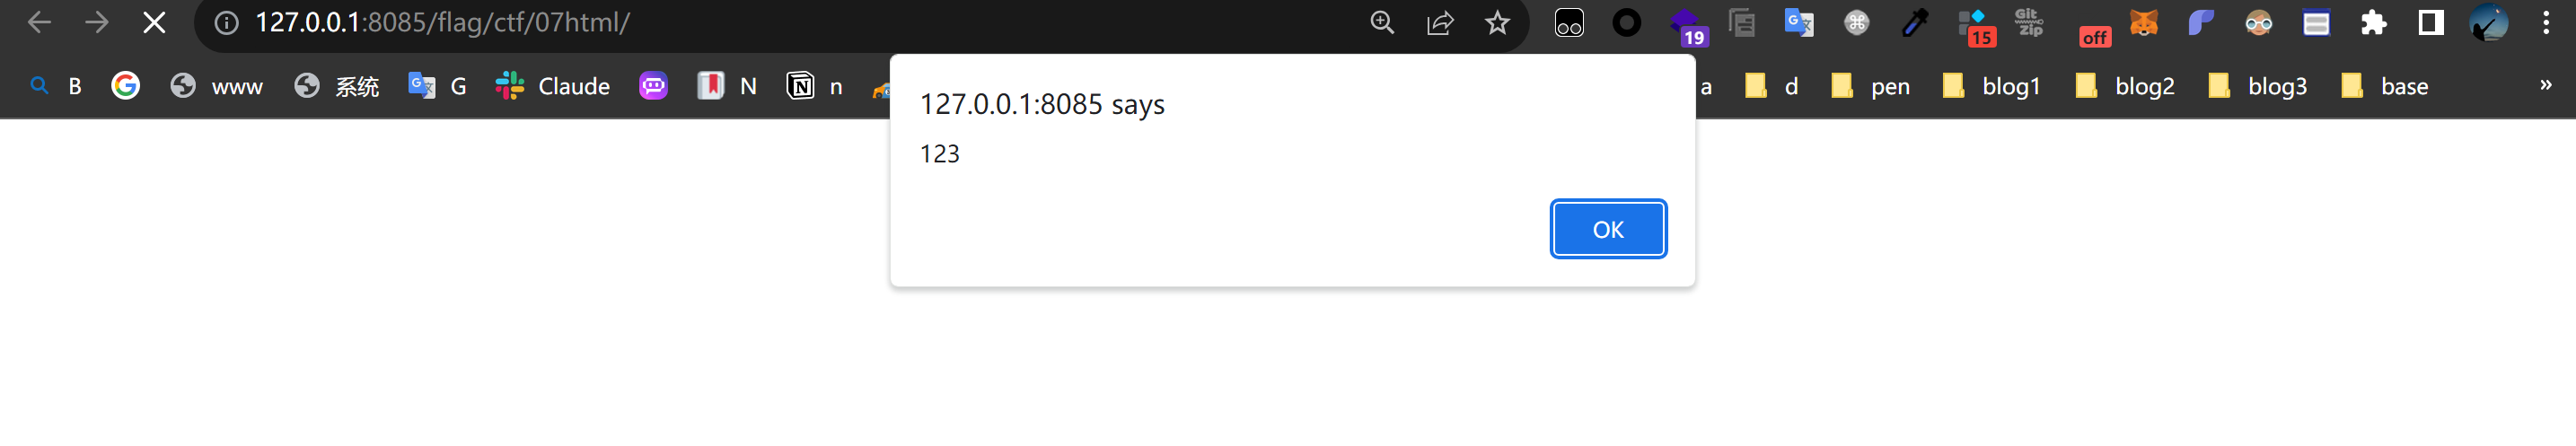 127.0.0.1:8085/flag/ctf/07html/
19
15
Git
zip
off
B
www
系统
G
Claude
N
n
a
d
pen
blog1
blog2
blog3
base
»
127.0.0.1:8085 says
123
OK